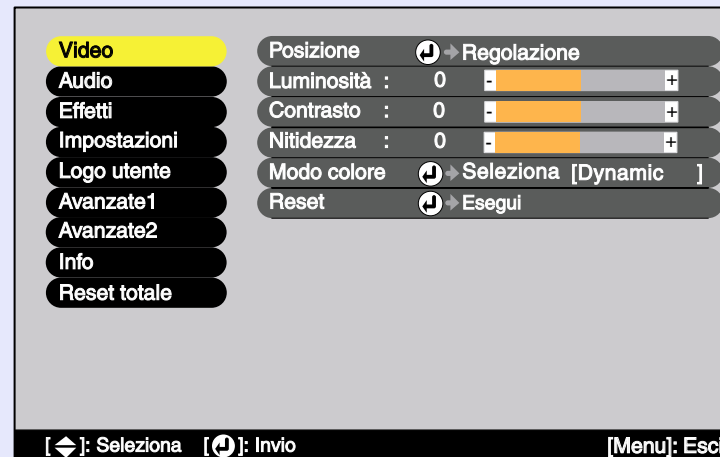 Video
Audio
Effetti
Impostazioni
Logo utente
Avanzate1
Avanzate2
Info
Reset totale
Posizione Regolazione
Luminosità : 0 - +
Contrasto : 0 - +
Nitidezza : 0 - +
Modo colore Seleziona [Dynamic ]
Reset Esegui
[ ]: Seleziona [ ]: Invio [Menu]: Esci